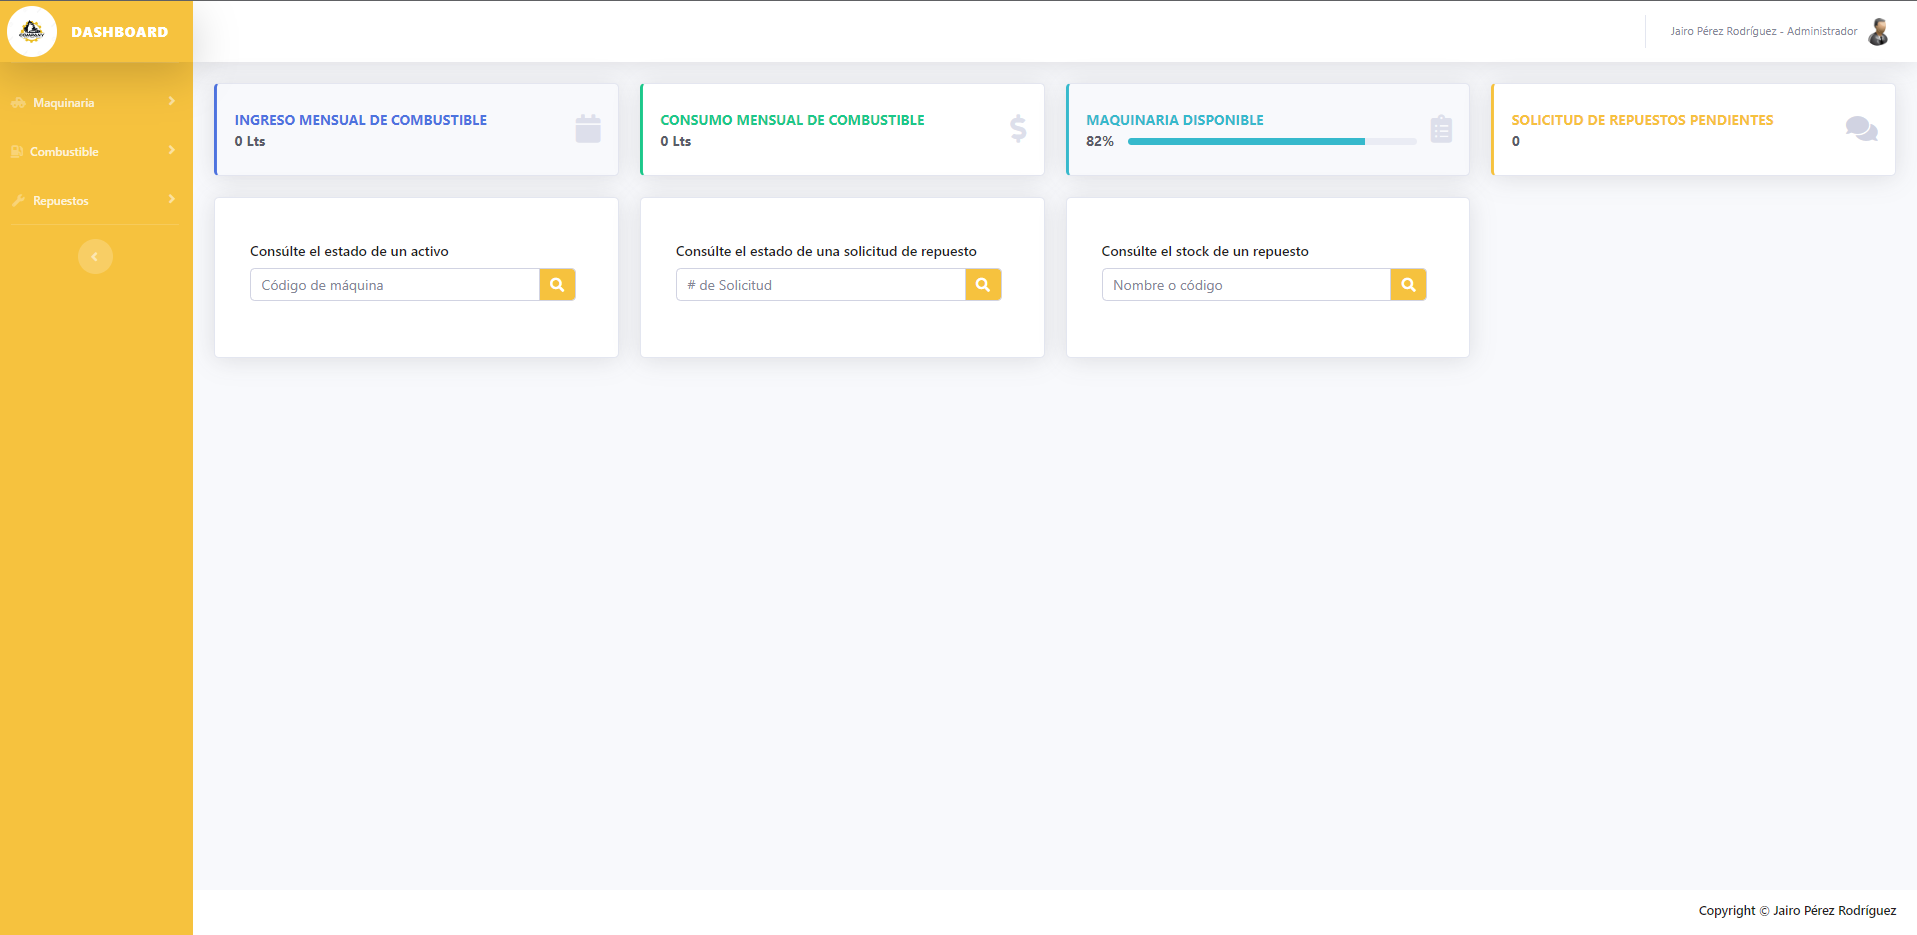 COMPANY
DASHBOARD
Jairo Pérez Rodríguez - Administrador
Maquinaria
Combustible
Repuestos
INGRESO MENSUAL DE COMBUSTIBLE
0 Lts
CONSUMO MENSUAL DE COMBUSTIBLE
0 Lts
MAQUINARIA DISPONIBLE
82%
SOLICITUD DE REPUESTOS PENDIENTES
0
Consúlte el estado de un activo
Código de máquina
Consúlte el estado de una solicitud de repuesto
# de Solicitud
Consúlte el stock de un repuesto
Nombre o código
Copyright © Jairo Pérez Rodríguez